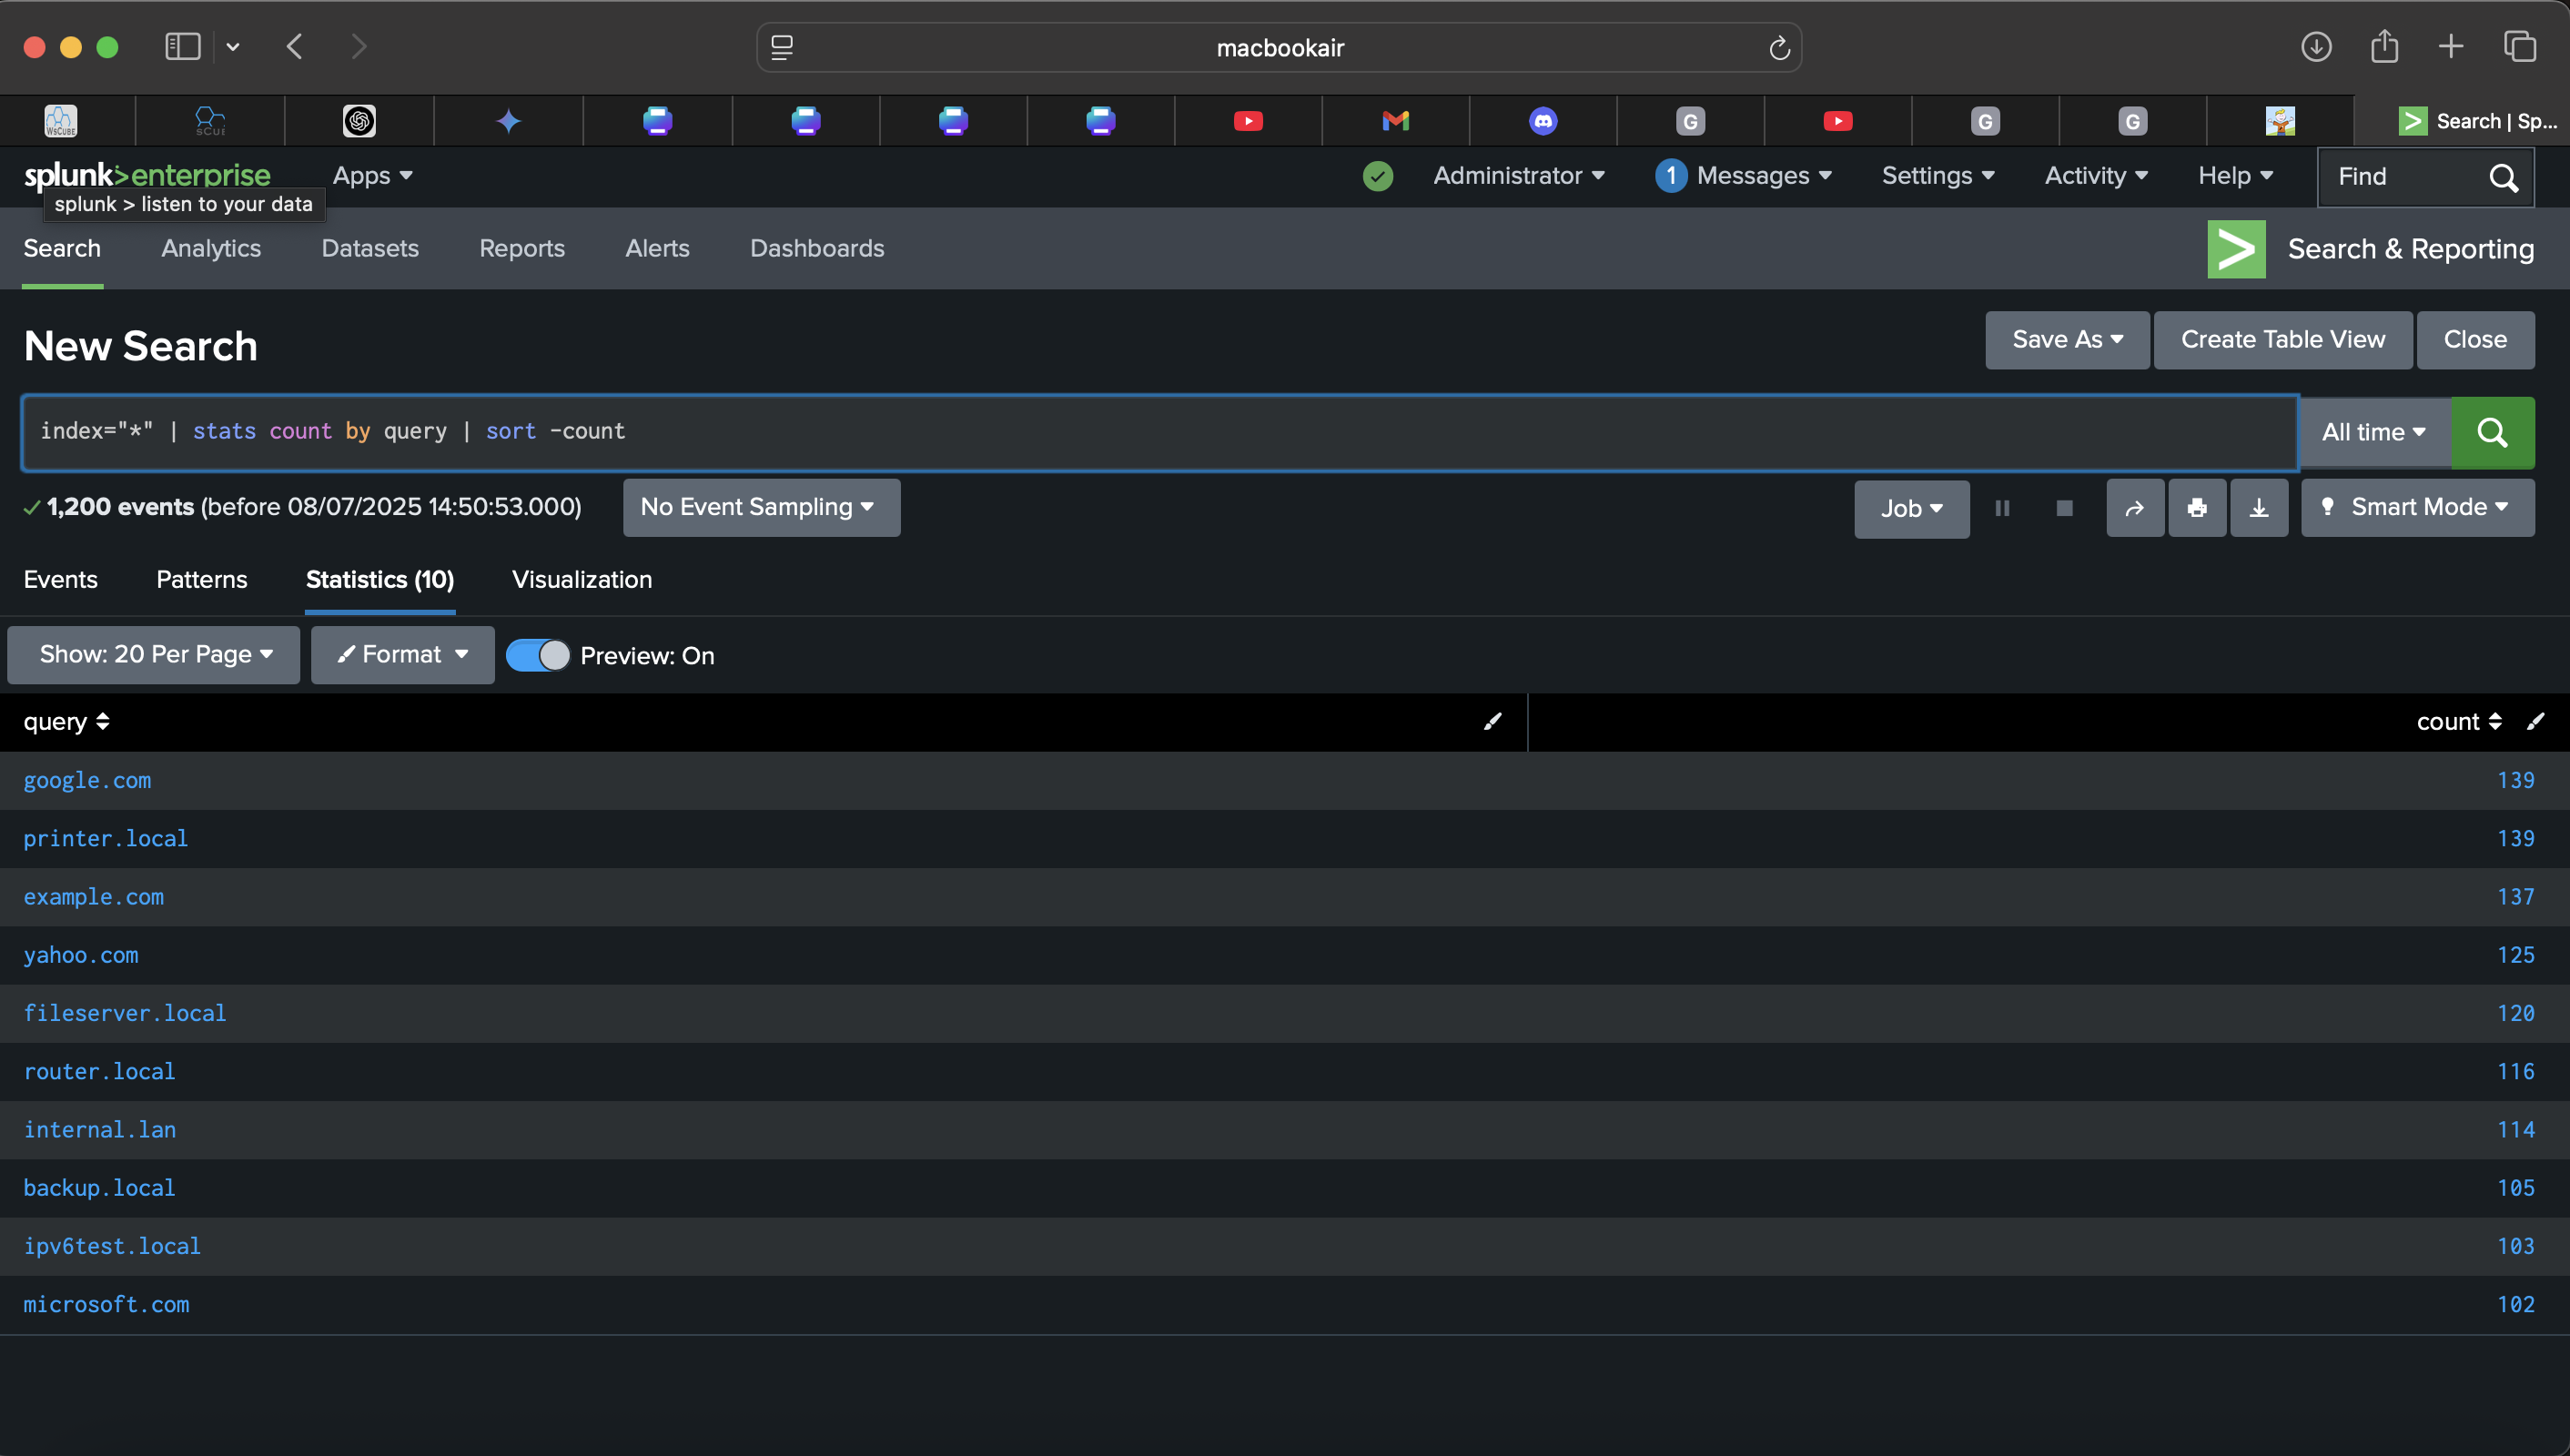 macbookair
WsCUBE
sCUI
G
G
G
Search | Sp...
splunk>enterprise Apps Administrator 1 Messages Settings Activity Help Find
splunk > listen to your data
Search Analytics Datasets Reports Alerts Dashboards > Search & Reporting
New Search Save As Create Table View Close
index="*" | stats count by query | sort -count All time
1,200 events (before 08/07/2025 14:50:53.000) No Event Sampling Job Smart Mode
Events Patterns Statistics (10) Visualization
Show: 20 Per Page Format Preview: On
query count
google.com 139
printer.local 139
example.com 137
yahoo.com 125
fileserver.local 120
router.local 116
internal.lan 114
backup.local 105
ipv6test.local 103
microsoft.com 102